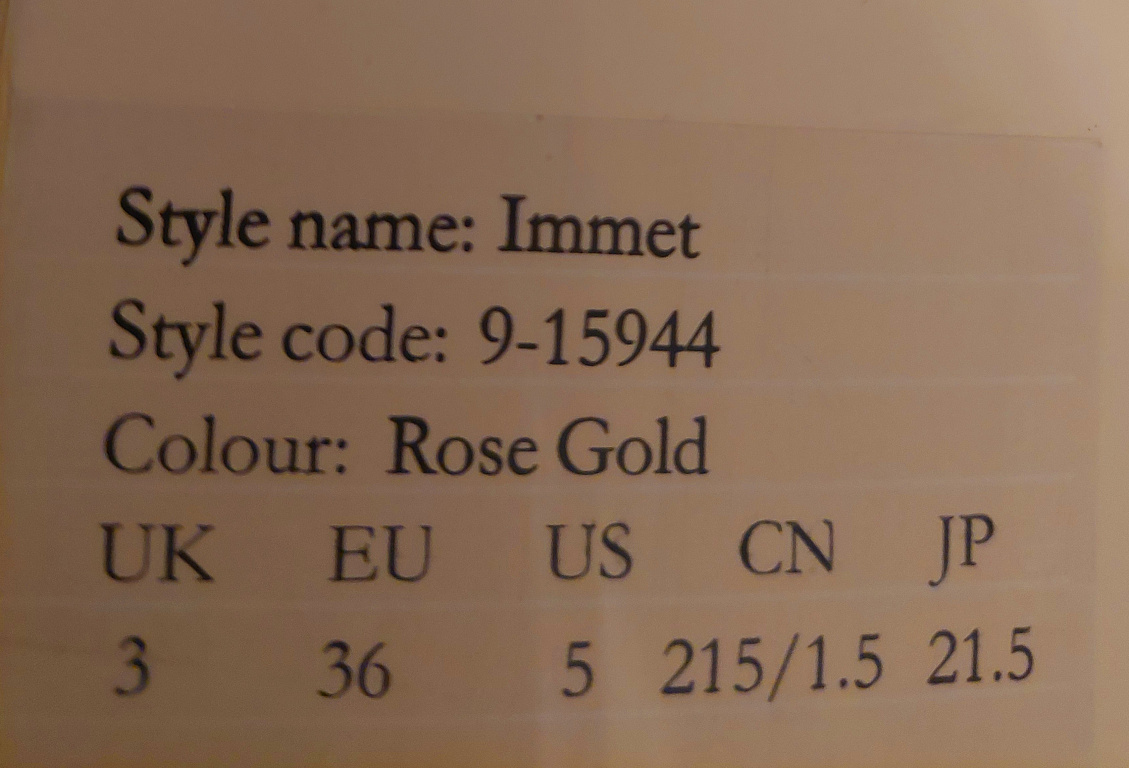 Style name: Immet
Style code: 9-15944
Colour: Rose Gold
UK EU US CN JP
3 36 5 215/1.5 21.5